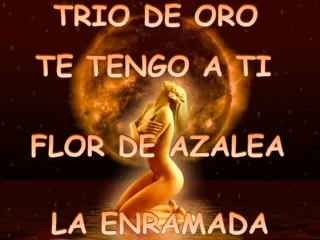 TRIO DE ORO
TE TENGO A TI
FLOR DE AZALEA
LA ENRAMADA